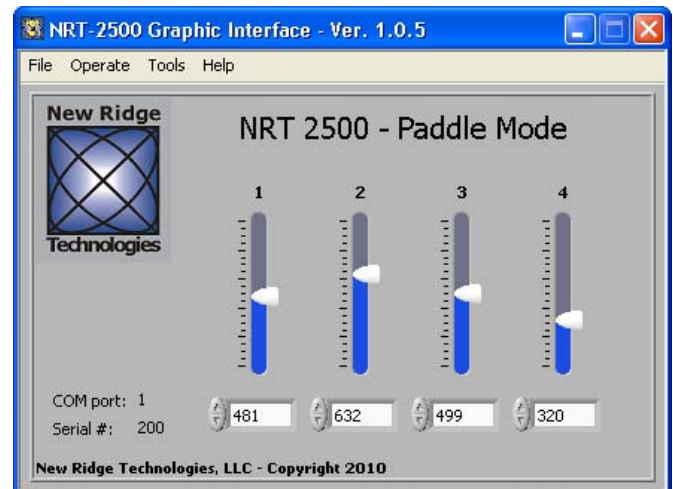 NRT-2500 Graphic Interface - Ver. 1.0.5
File Operate Tools Help
New Ridge
Technologies
NRT 2500 - Paddle Mode
1 2 3 4
COM port: 1
Serial #: 200
481 632 499 320
New Ridge Technologies, LLC - Copyright 2010